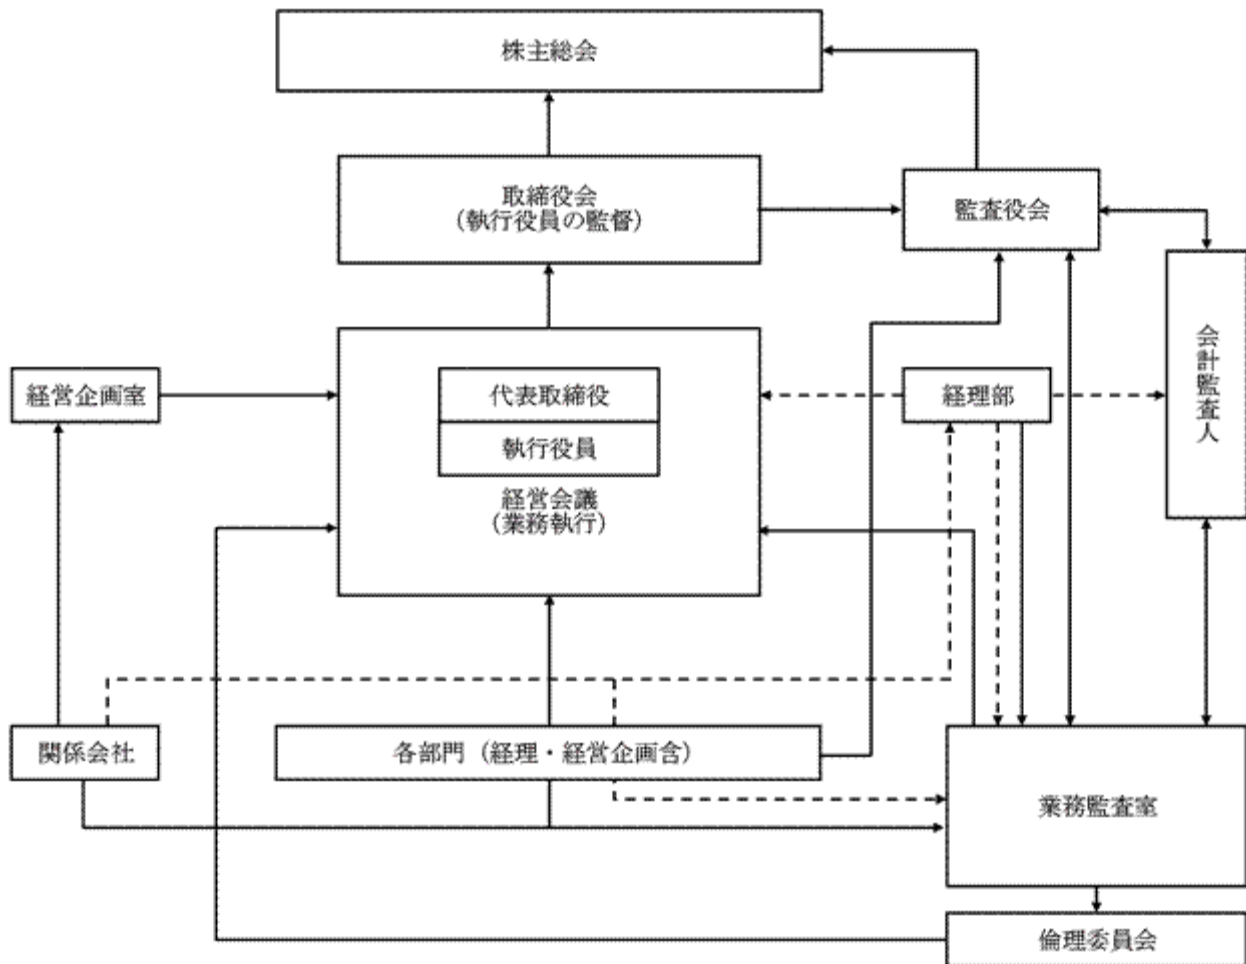 株主総会
取締役会
（執行役員の監督）
監査役会
会計監査人
経営企画室
代表取締役
執行役員
経営会議
（業務執行）
経理部
関係会社
各部門（経理・経営企画含）
業務監査室
倫理委員会